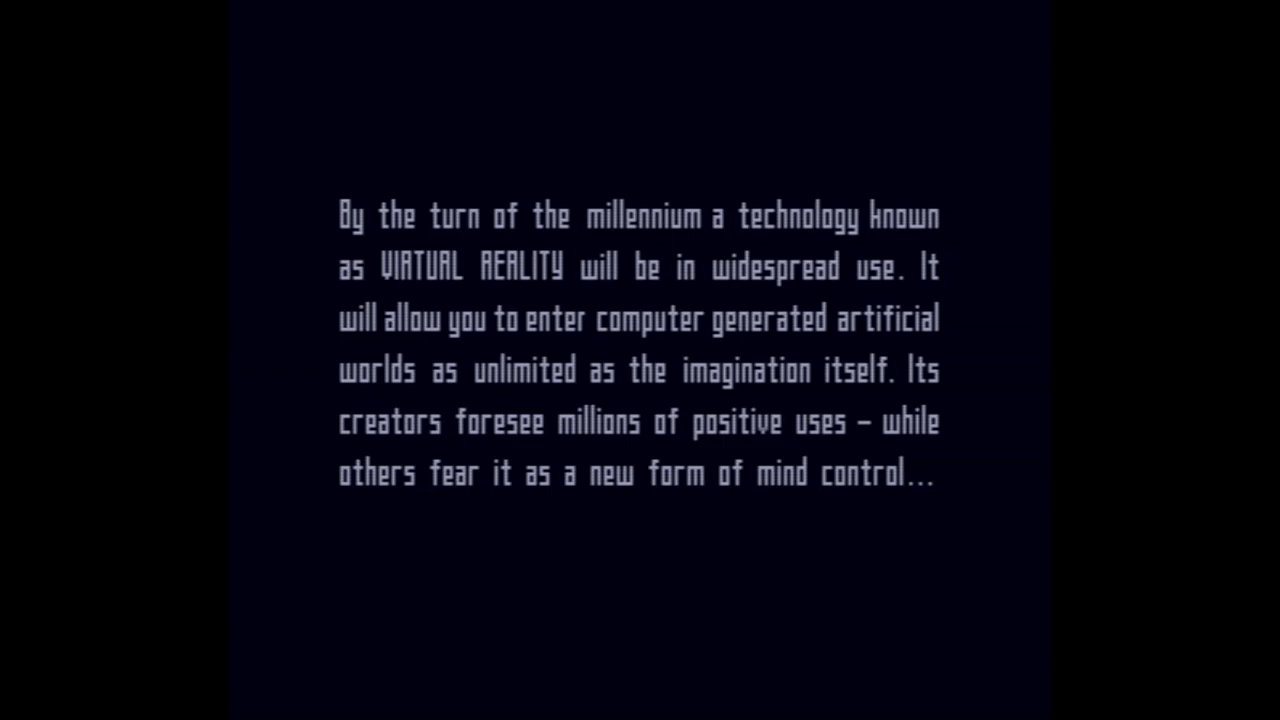 By the turn of the millennium a technology known
as VIRTUAL REALITY will be in widespread use. It
will allow you to enter computer generated artificial
worlds as unlimited as the imagination itself. Its
creators foresee millions of positive uses – while
others fear it as a new form of mind control...